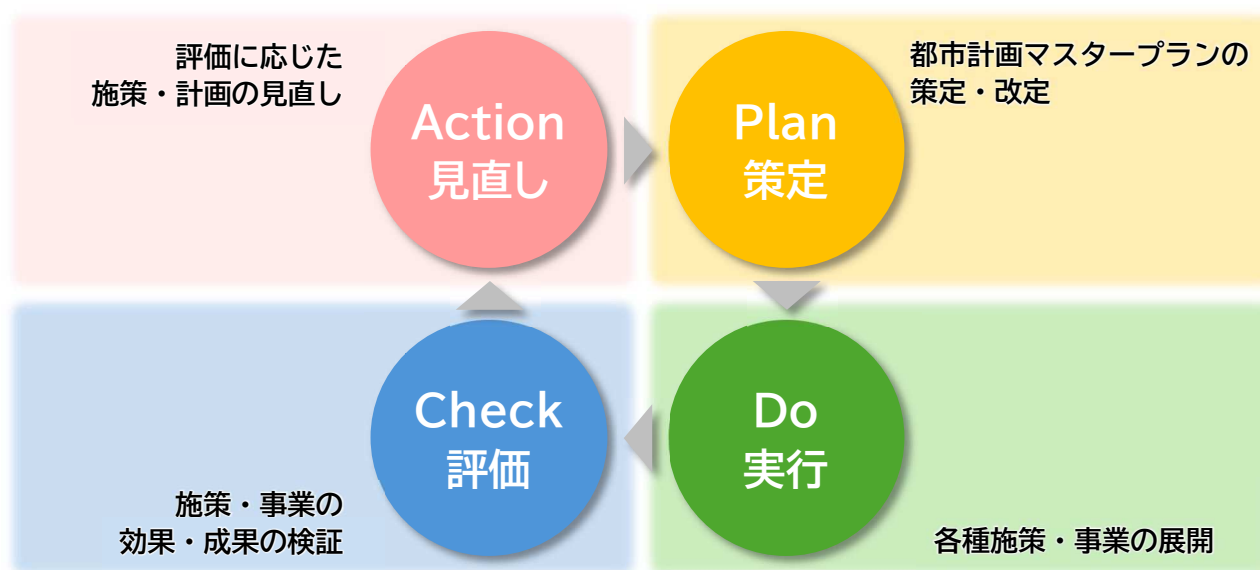 評価に応じた
施策・計画の見直し
Action
見直し
Plan
策定
都市計画マスタープランの
策定・改定
Check
評価
施策・事業の
効果・成果の検証
Do
実行
各種施策・事業の展開